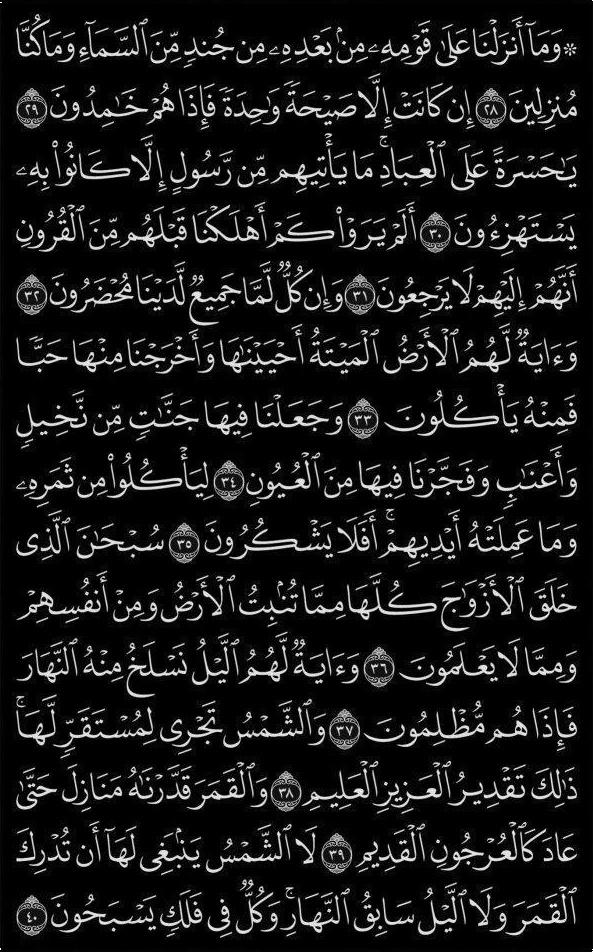 ۞ وَمَآ أَنزَلْنَا عَلَىٰ قَوْمِهِۦ مِنۢ بَعْدِهِۦ مِن جُندٍ مِّنَ ٱلسَّمَآءِ وَمَا كُنَّا
مُنزِلِينَ ٢٨ إِن كَانَتْ إِلَّا صَيْحَةً وَٰحِدَةً فَإِذَا هُمْ خَٰمِدُونَ ٢٩
يَٰحَسْرَةً عَلَى ٱلْعِبَادِ ۚ مَا يَأْتِيهِم مِّن رَّسُولٍ إِلَّا كَانُوا۟ بِهِۦ
يَسْتَهْزِءُونَ ٣٠ أَلَمْ يَرَوْا۟ كَمْ أَهْلَكْنَا قَبْلَهُم مِّنَ ٱلْقُرُونِ
أَنَّهُمْ إِلَيْهِمْ لَا يَرْجِعُونَ ٣١ وَإِن كُلٌّ لَّمَّا جَمِيعٌ لَّدَيْنَا مُحْضَرُونَ ٣٢
وَءَايَةٌ لَّهُمُ ٱلْأَرْضُ ٱلْمَيْتَةُ أَحْيَيْنَٰهَا وَأَخْرَجْنَا مِنْهَا حَبًّا
فَمِنْهُ يَأْكُلُونَ ٣٣ وَجَعَلْنَا فِيهَا جَنَّٰتٍ مِّن نَّخِيلٍ
وَأَعْنَٰبٍ وَفَجَّرْنَا فِيهَا مِنَ ٱلْعُيُونِ ٣٤ لِيَأْكُلُوا۟ مِن ثَمَرِهِۦ
وَمَا عَمِلَتْهُ أَيْدِيهِمْ ۖ أَفَلَا يَشْكُرُونَ ٣٥ سُبْحَٰنَ ٱلَّذِى
خَلَقَ ٱلْأَزْوَٰجَ كُلَّهَا مِمَّا تُنۢبِتُ ٱلْأَرْضُ وَمِنْ أَنفُسِهِمْ
وَمِمَّا لَا يَعْلَمُونَ ٣٦ وَءَايَةٌ لَّهُمُ ٱلَّيْلُ نَسْلَخُ مِنْهُ ٱلنَّهَارَ
فَإِذَا هُم مُّظْلِمُونَ ٣٧ وَٱلشَّمْسُ تَجْرِى لِمُسْتَقَرٍّ لَّهَا ۚ
ذَٰلِكَ تَقْدِيرُ ٱلْعَزِيزِ ٱلْعَلِيمِ ٣٨ وَٱلْقَمَرَ قَدَّرْنَٰهُ مَنَازِلَ حَتَّىٰ
عَادَ كَٱلْعُرْجُونِ ٱلْقَدِيمِ ٣٩ لَا ٱلشَّمْسُ يَنۢبَغِى لَهَآ أَن تُدْرِكَ
ٱلْقَمَرَ وَلَا ٱلَّيْلُ سَابِقُ ٱلنَّهَارِ ۚ وَكُلٌّ فِى فَلَكٍ يَسْبَحُونَ ٤٠